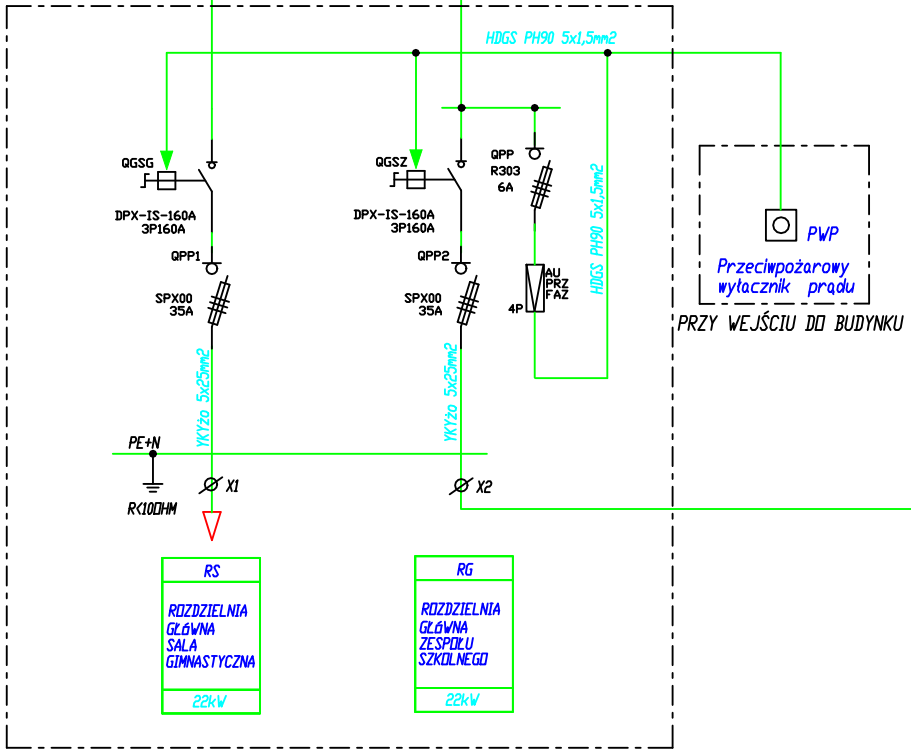 HDGS PH90 5x1,5mm2
QGSG
DPX-IS-160A
3P160A
QPP1
SPX00
35A
YKYżo 5x25mm2
QGSZ
DPX-IS-160A
3P160A
QPP2
SPX00
35A
YKYżo 5x25mm2
QPP
R303
6A
AU
PRZ
FAZ
4P
HDGS PH90 5x1,5mm2
PWP
Przeciwpożarowy
wyłacznik prądu
PRZY WEJŚCIU DO BUDYNKU
PE+N
R<10OHM
X1
X2
RS
ROZDZIELNIA
GŁÓWNA
SALA
GIMNASTYCZNA
22kW
RG
ROZDZIELNIA
GŁÓWNA
ZESPOŁU
SZKOLNEGO
22kW